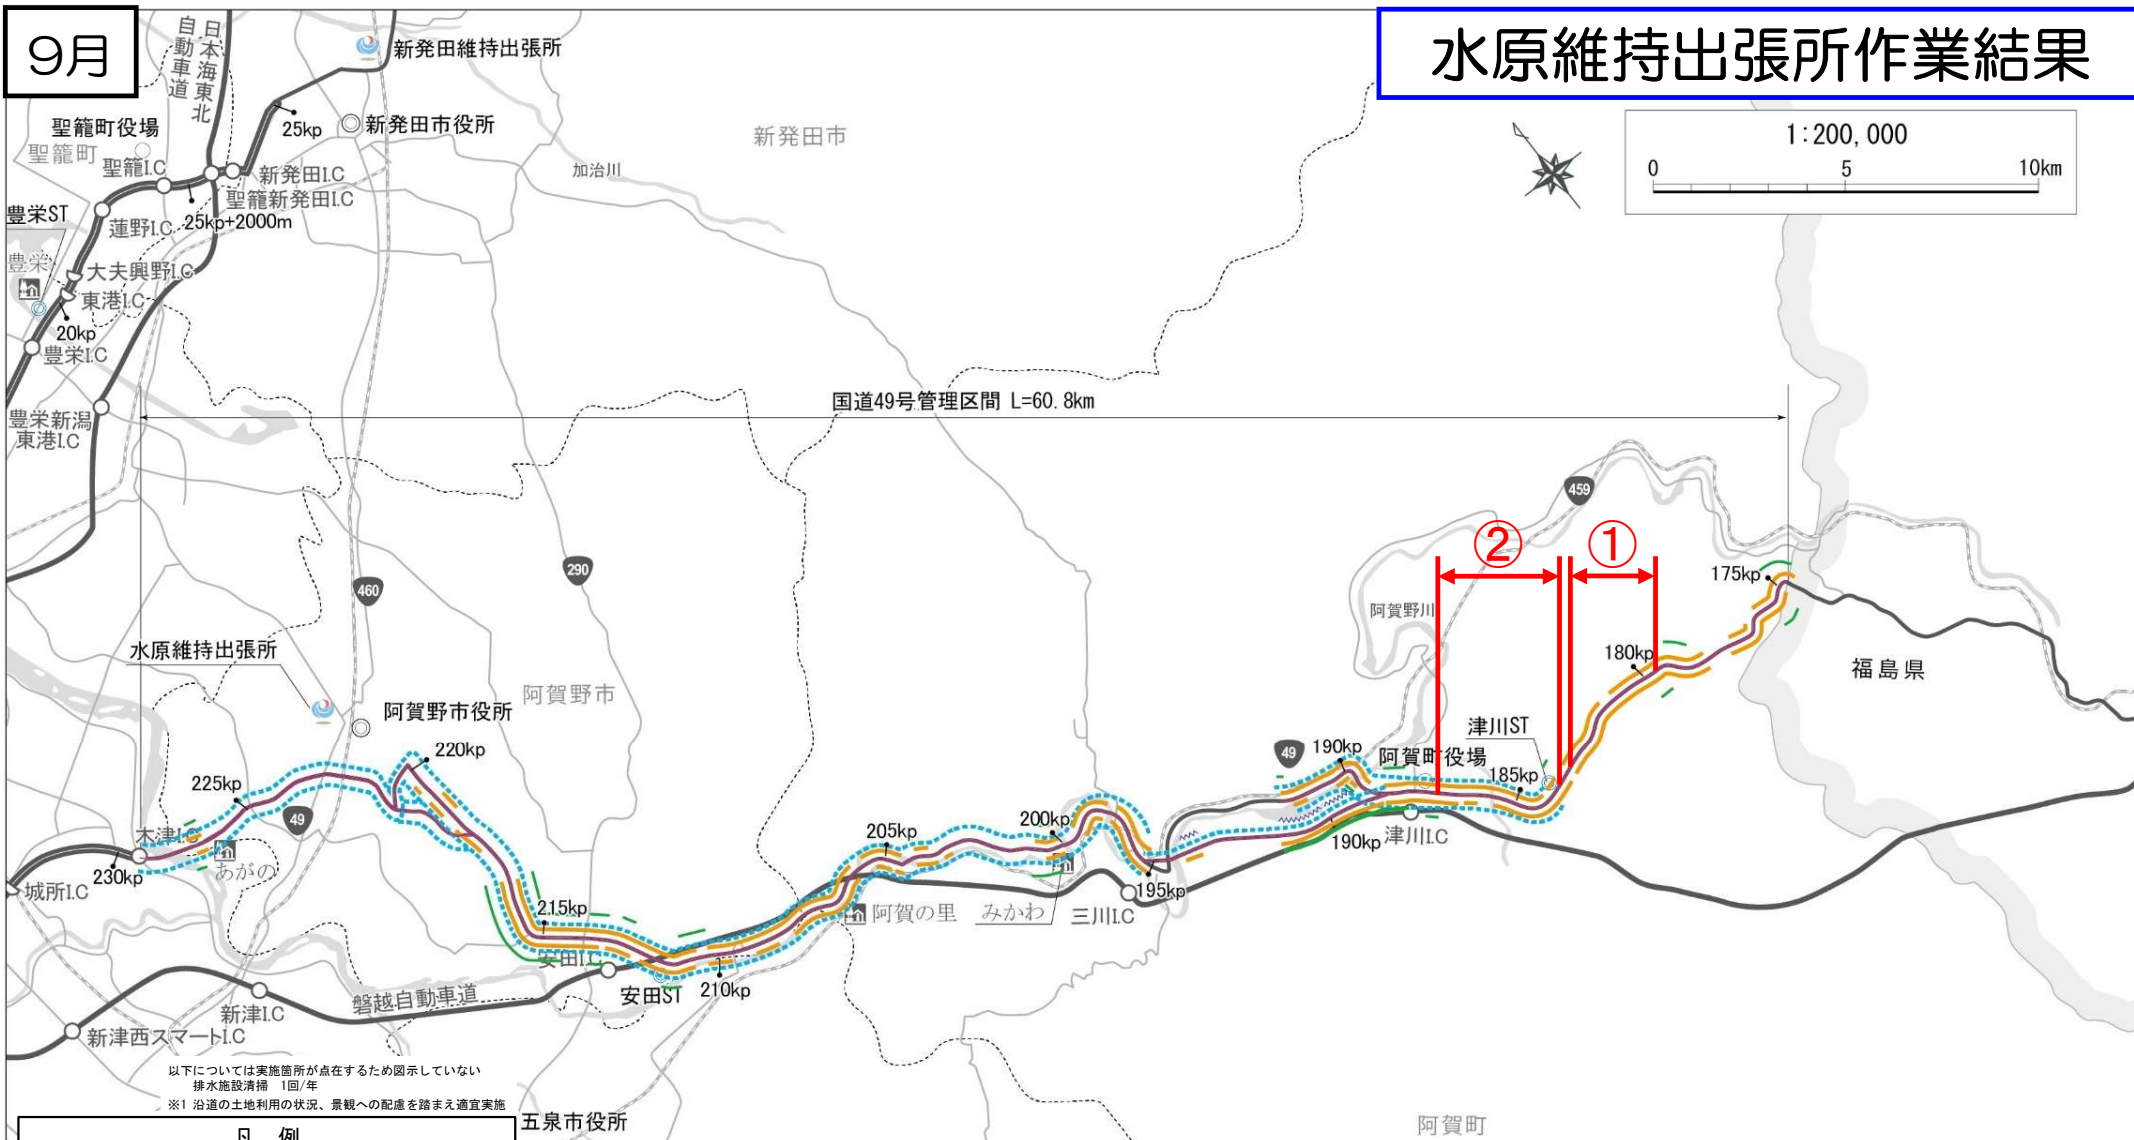 9月
水原維持出張所作業結果
日本海東北
自動車道
新発田維持出張所
1:200,000
0 5 10km
25kp
新発田市役所
新発田市
聖籠町役場
聖籠町
聖籠I.C
新発田I.C
加治川
聖籠新発田I.C
豊栄ST
蓮野I.C
25kp+2000m
豊栄
大夫興野I.C
東港I.C
20kp
豊栄I.C
国道49号管理区間 L=60.8km
豊栄新潟
東港I.C
459
②
①
290
460
175kp
阿賀野川
水原維持出張所
180kp
福島県
阿賀野市
阿賀野市役所
津川ST
220kp
49
190kp
阿賀町役場
185kp
225kp
49
200kp
205kp
木津I.C
190kp
津川I.C
あがの
230kp
城所I.C
195kp
215kp
阿賀の里
みかわ
三川I.C
安田I.C
安田ST
210kp
磐越自動車道
新津I.C
新津西スマートI.C
以下については実施箇所が点在するため図示していない
排水施設清掃 1回/年
※1 沿道の土地利用の状況、景観への配慮を踏まえ適宜実施
五泉市役所
阿賀町
凡 例